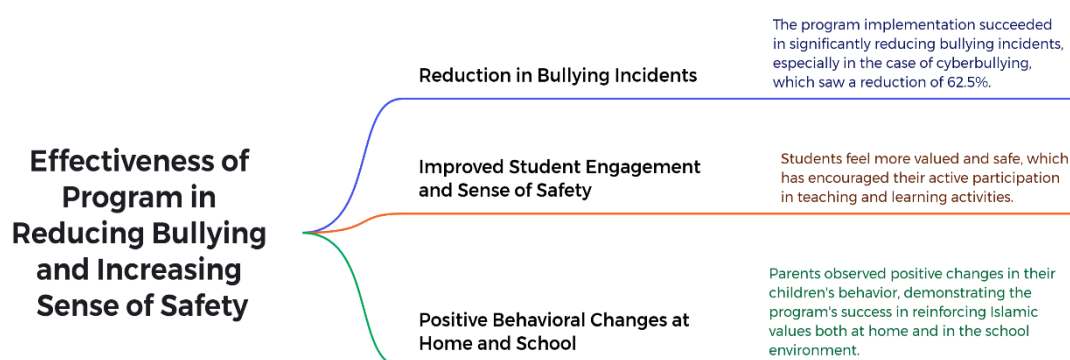 Effectiveness of
Program in
Reducing Bullying
and Increasing
Sense of Safety
Reduction in Bullying Incidents
The program implementation succeeded
in significantly reducing bullying incidents,
especially in the case of cyberbullying,
which saw a reduction of 62.5%.
Improved Student Engagement
and Sense of Safety
Students feel more valued and safe, which
has encouraged their active participation
in teaching and learning activities.
Positive Behavioral Changes at
Home and School
Parents observed positive changes in their
children's behavior, demonstrating the
program's success in reinforcing Islamic
values both at home and in the school
environment.